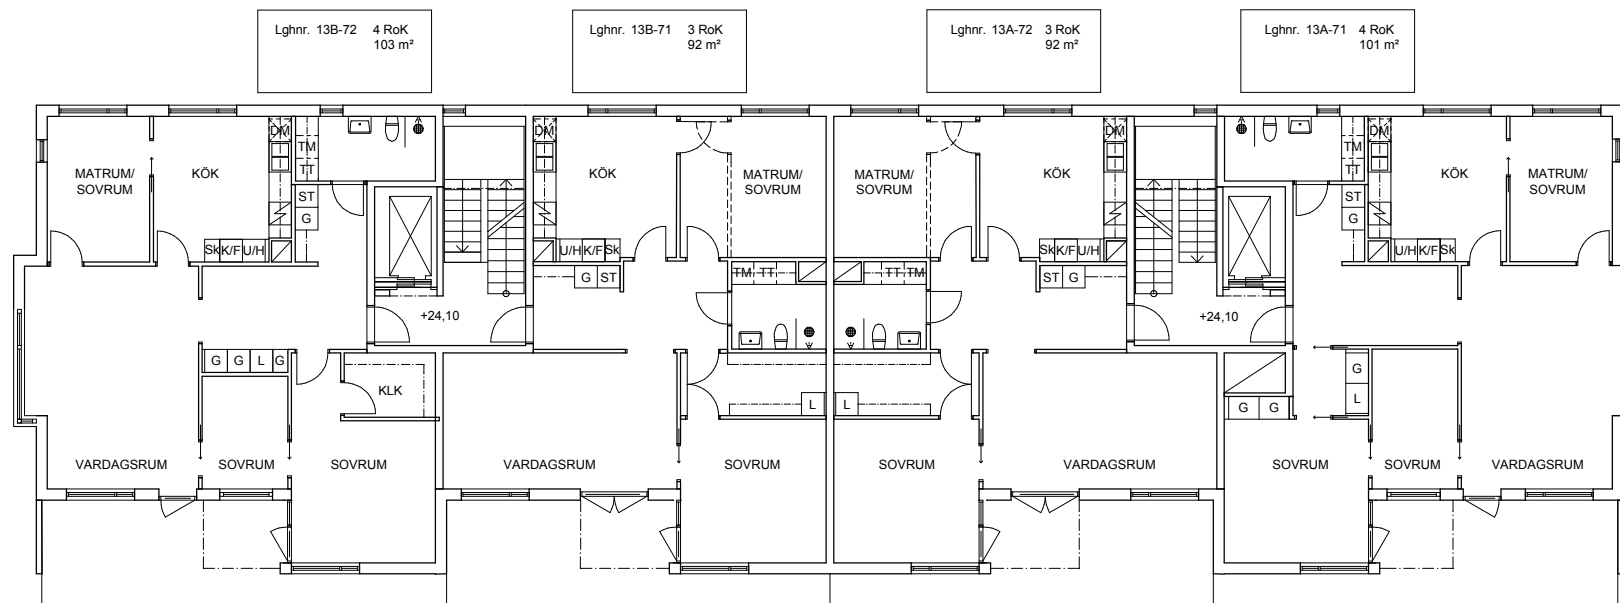 Lghnr. 13B-72 4 RoK
103 m²
Lghnr. 13B-71 3 RoK
92 m²
Lghnr. 13A-72 3 RoK
92 m²
Lghnr. 13A-71 4 RoK
101 m²
MATRUM/
SOVRUM
KÖK
DM
TM
TT
ST
G
Sk K/F U/H
DM
KÖK
MATRUM/
SOVRUM
U/H K/F Sk
G ST
TM TT
MATRUM/
SOVRUM
KÖK
DM
Sk K/F U/H
TT TM
ST G
TM
TT
ST
G
DM
KÖK
MATRUM/
SOVRUM
U/H K/F Sk
+24,10
+24,10
G G L G
KLK
L
L
G G
G
L
VARDAGSRUM
SOVRUM
SOVRUM
VARDAGSRUM
SOVRUM
SOVRUM
VARDAGSRUM
SOVRUM
SOVRUM
VARDAGSRUM